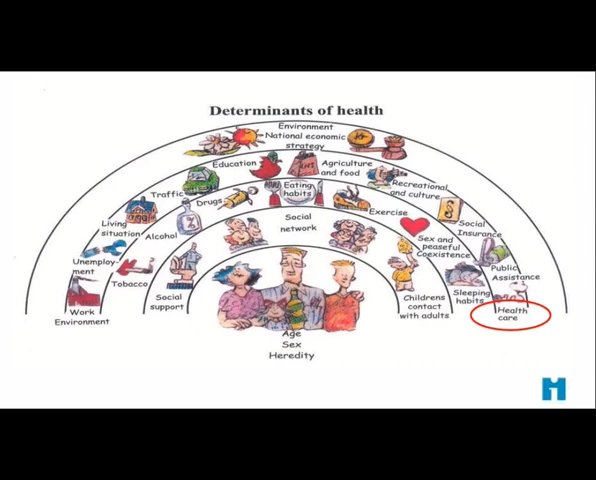 Determinants of health
Environment
National economic
strategy
Education
Agriculture
and food
Traffic
Drugs
Eating
habits
Recreational
and culture
Living
situation
Alcohol
Social
network
Exercise
Social
Insurance
Sex and
peaceful
Coexistence
Unemploy-
ment
Tobacco
Public
Assistance
Social
support
Childrens
contact
with adults
Sleeping
habits
Work
Environment
Health
care
Age
Sex
Heredity